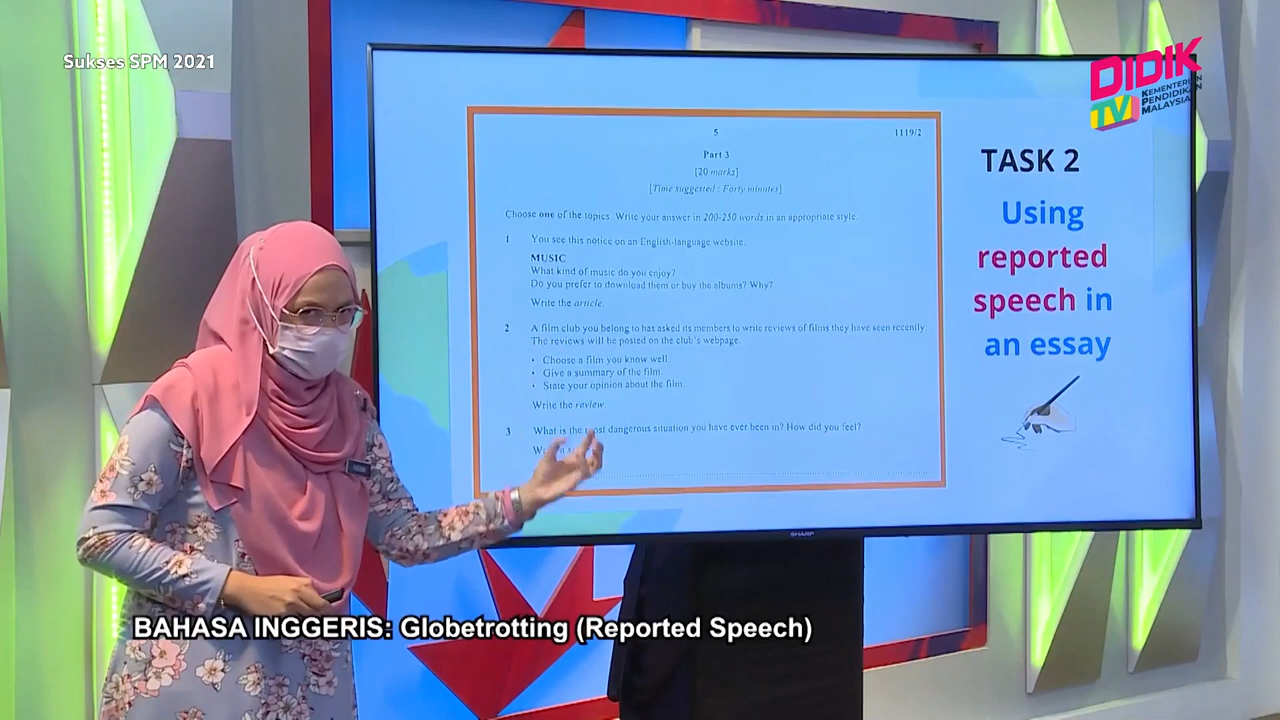 Sukses SPM 2021
DIDIK
TV
KEMENTERIAN
PENDIDIKAN
MALAYSIA
5
1119/2
Part 3
[20 marks]
[Time suggested : Forty minutes]
Choose one of the topics. Write your answer in 200-250 words in an appropriate style.
1 You see this notice on an English-language website.
MUSIC
What kind of music do you enjoy?
Do you prefer to download them or buy the albums? Why?
Write the article.
2 A film club you belong to has asked its members to write reviews of films they have seen recently.
The reviews will be posted on the club's webpage.
• Choose a film you know well.
• Give a summary of the film.
• State your opinion about the film.
Write the review.
3 What is the most dangerous situation you have ever been in? How did you feel?
TASK 2
Using
reported
speech in
an essay
SHARP
BAHASA INGGERIS: Globetrotting (Reported Speech)